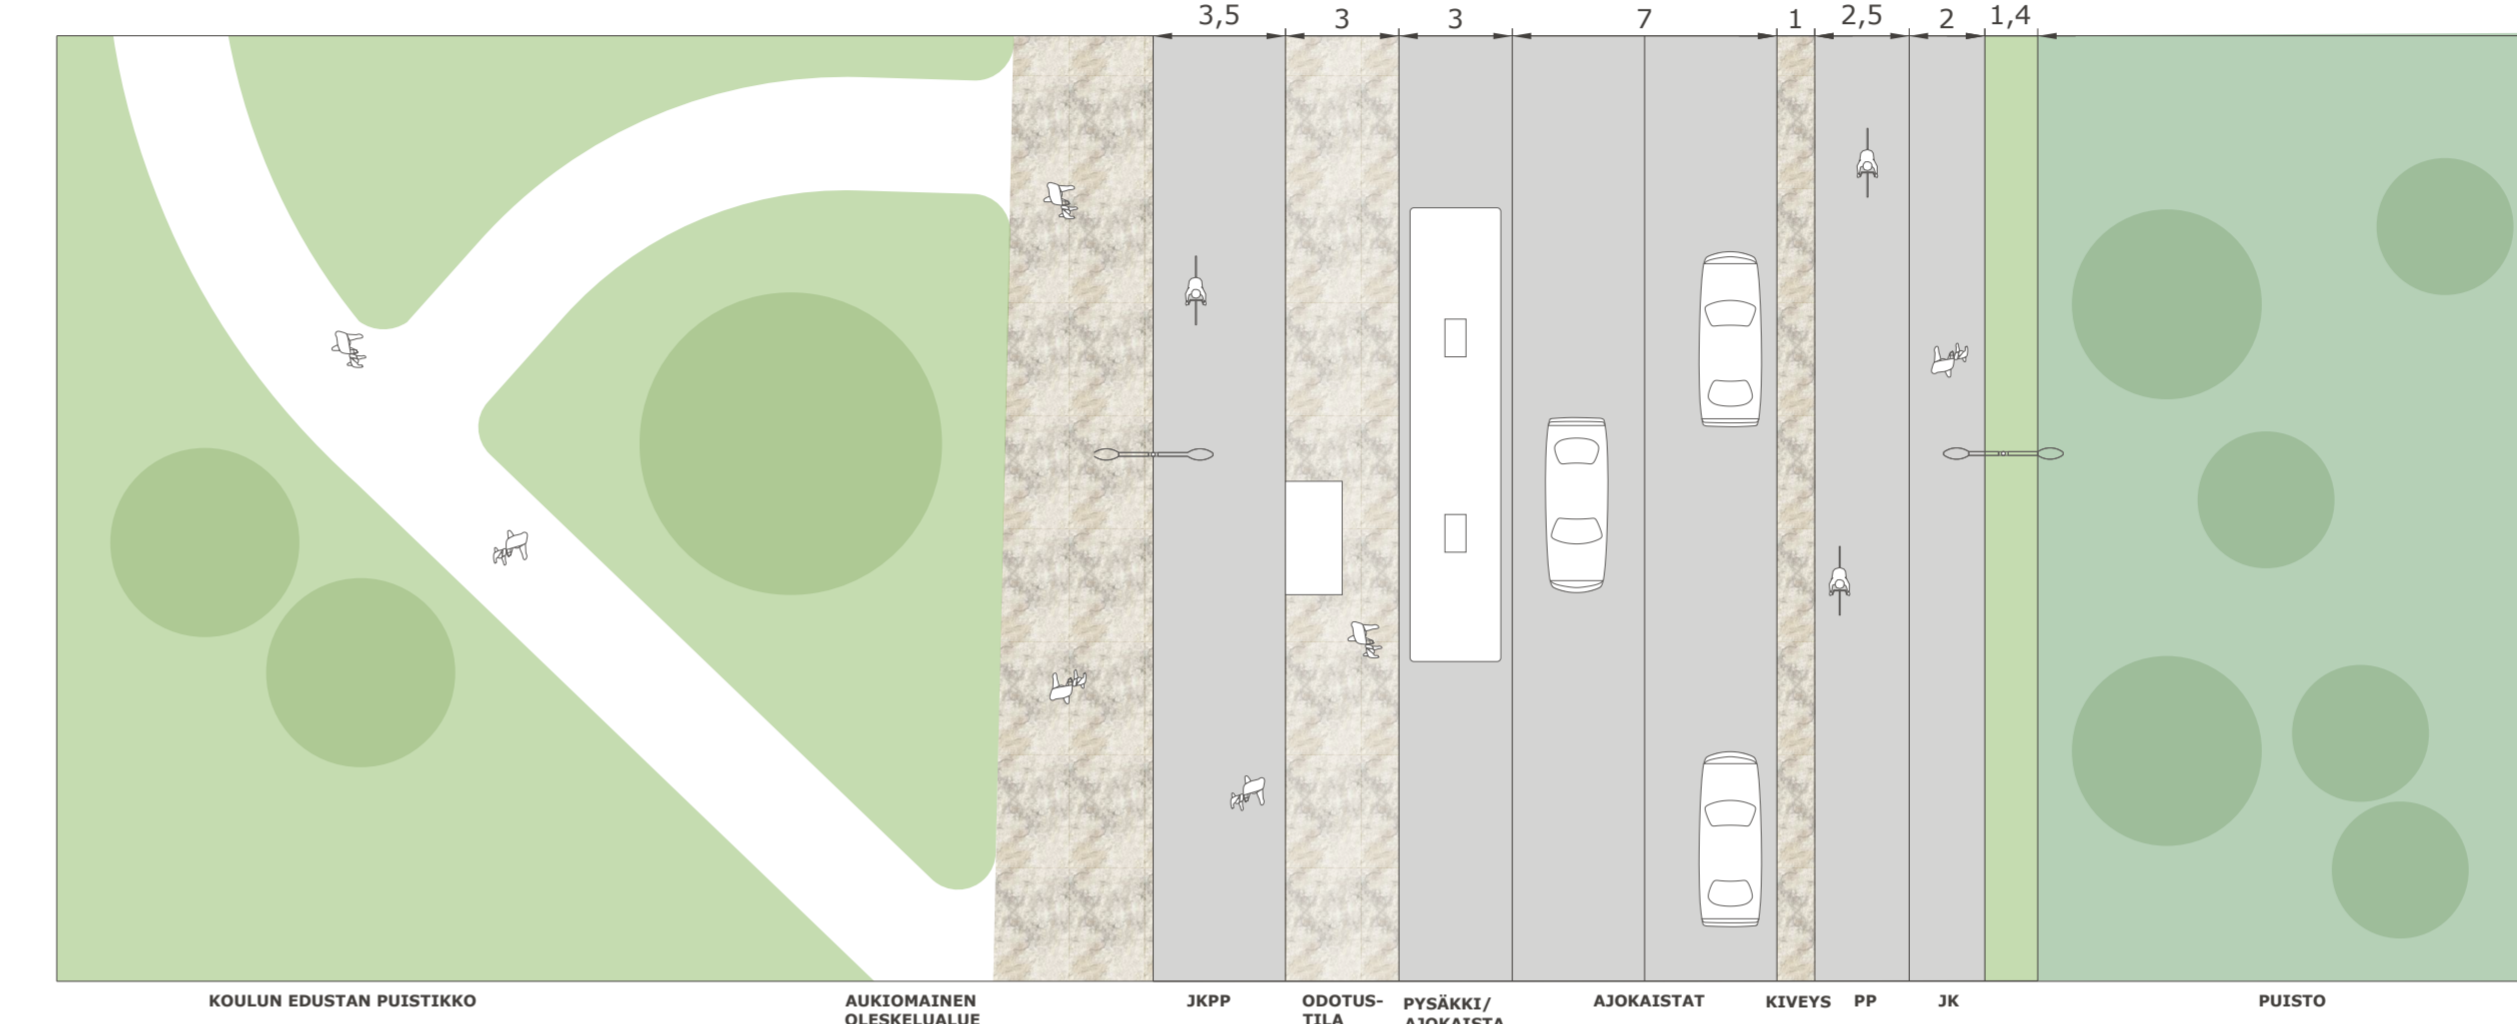 3,5 3 3 7 1 2,5 2 1,4
KOULUN EDUSTAN PUISTIKKO
AUKIOMAINEN
OLESKELUALUE
JKPP
ODOTUS-
TILA
PYSÄKKI/
AJOKAISTA
AJOKAISTAT
KIVEYS
PP
JK
PUISTO